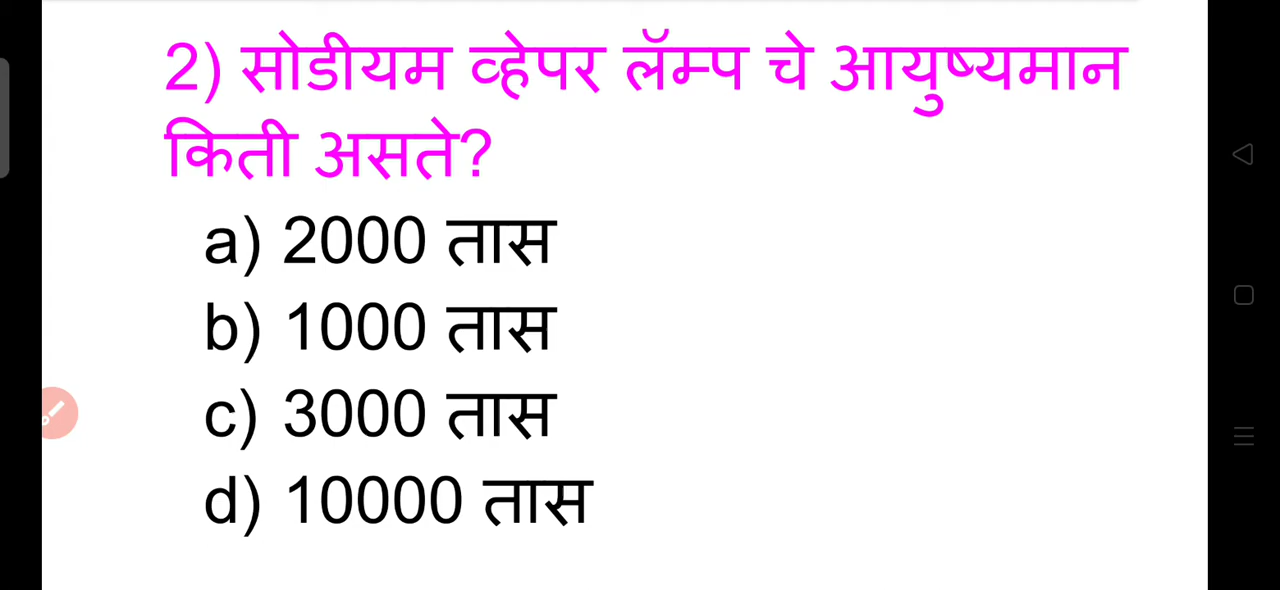 2) सोडीयम व्हेपर लॅम्प चे आयुष्यमान
किती असते?
a) 2000 तास
b) 1000 तास
c) 3000 तास
d) 10000 तास